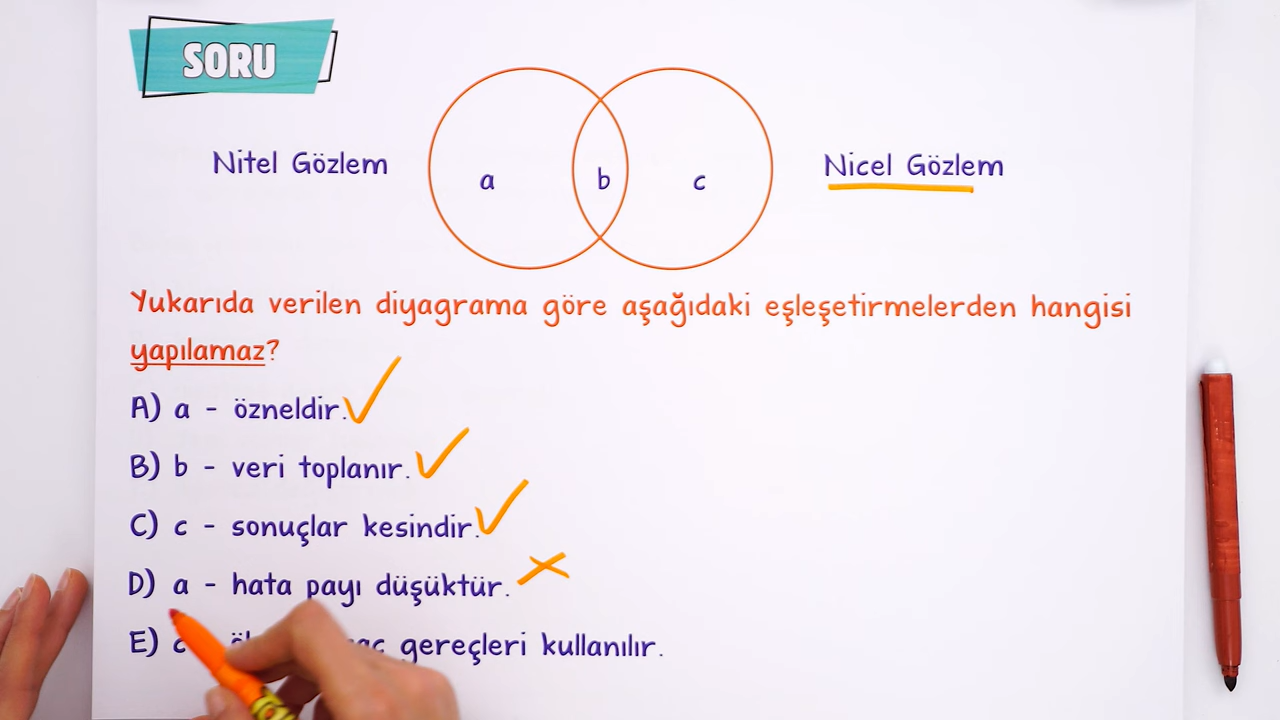 SORU
Nitel Gözlem a b c Nicel Gözlem
Yukarıda verilen diyagrama göre aşağıdaki eşleşetirmelerden hangisi
yapılamaz?
A) a - özneldir.
B) b - veri toplanır.
C) c - sonuçlar kesindir.
D) a - hata payı düşüktür.
E) gereçleri kullanılır.